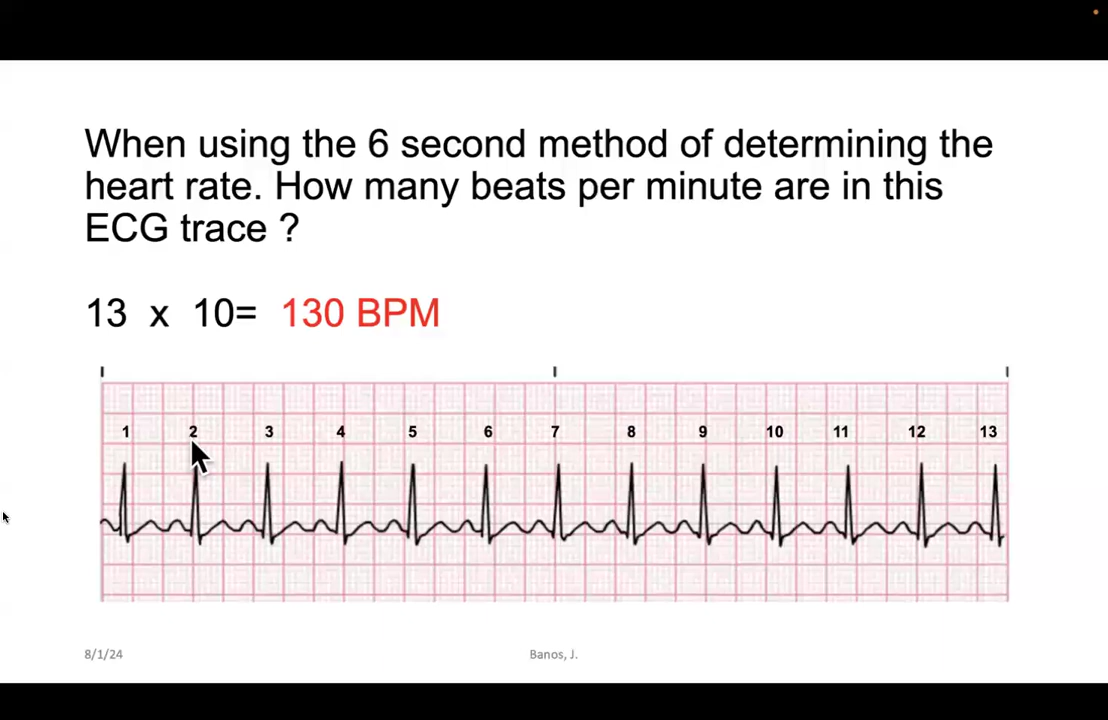 When using the 6 second method of determining the
heart rate. How many beats per minute are in this
ECG trace ?
13 x 10= 130 BPM
1 2 3 4 5 6 7 8 9 10 11 12 13
8/1/24 Banos, J.